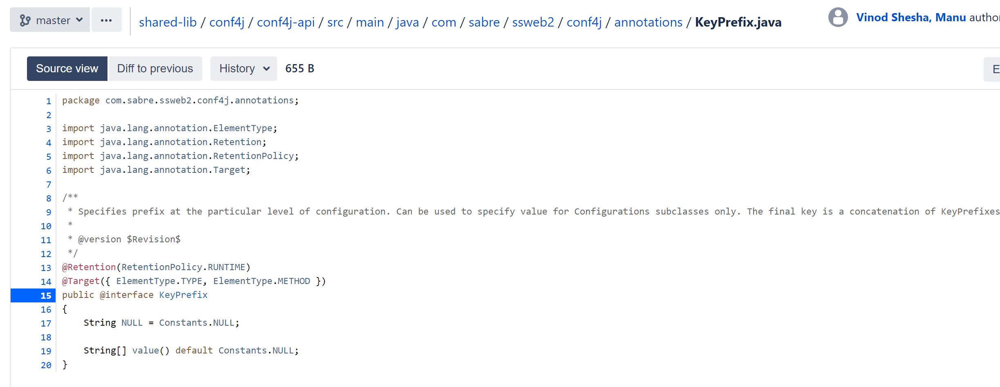 master ••• shared-lib / conf4j / conf4j-api / src / main / java / com / sabre / ssweb2 / conf4j / annotations / KeyPrefix.java Vinod Shesha, Manu
Source view Diff to previous History 655 B E
1 package com.sabre.ssweb2.conf4j.annotations;
2
3 import java.lang.annotation.ElementType;
4 import java.lang.annotation.Retention;
5 import java.lang.annotation.RetentionPolicy;
6 import java.lang.annotation.Target;
7
8 /**
9  * Specifies prefix at the particular level of configuration. Can be used to specify value for Configurations subclasses only. The final key is a concatenation of KeyPrefixes
10  *
11  * @version $Revision$
12  */
13 @Retention(RetentionPolicy.RUNTIME)
14 @Target({ ElementType.TYPE, ElementType.METHOD })
15 public @interface KeyPrefix
16 {
17     String NULL = Constants.NULL;
18
19     String[] value() default Constants.NULL;
20 }